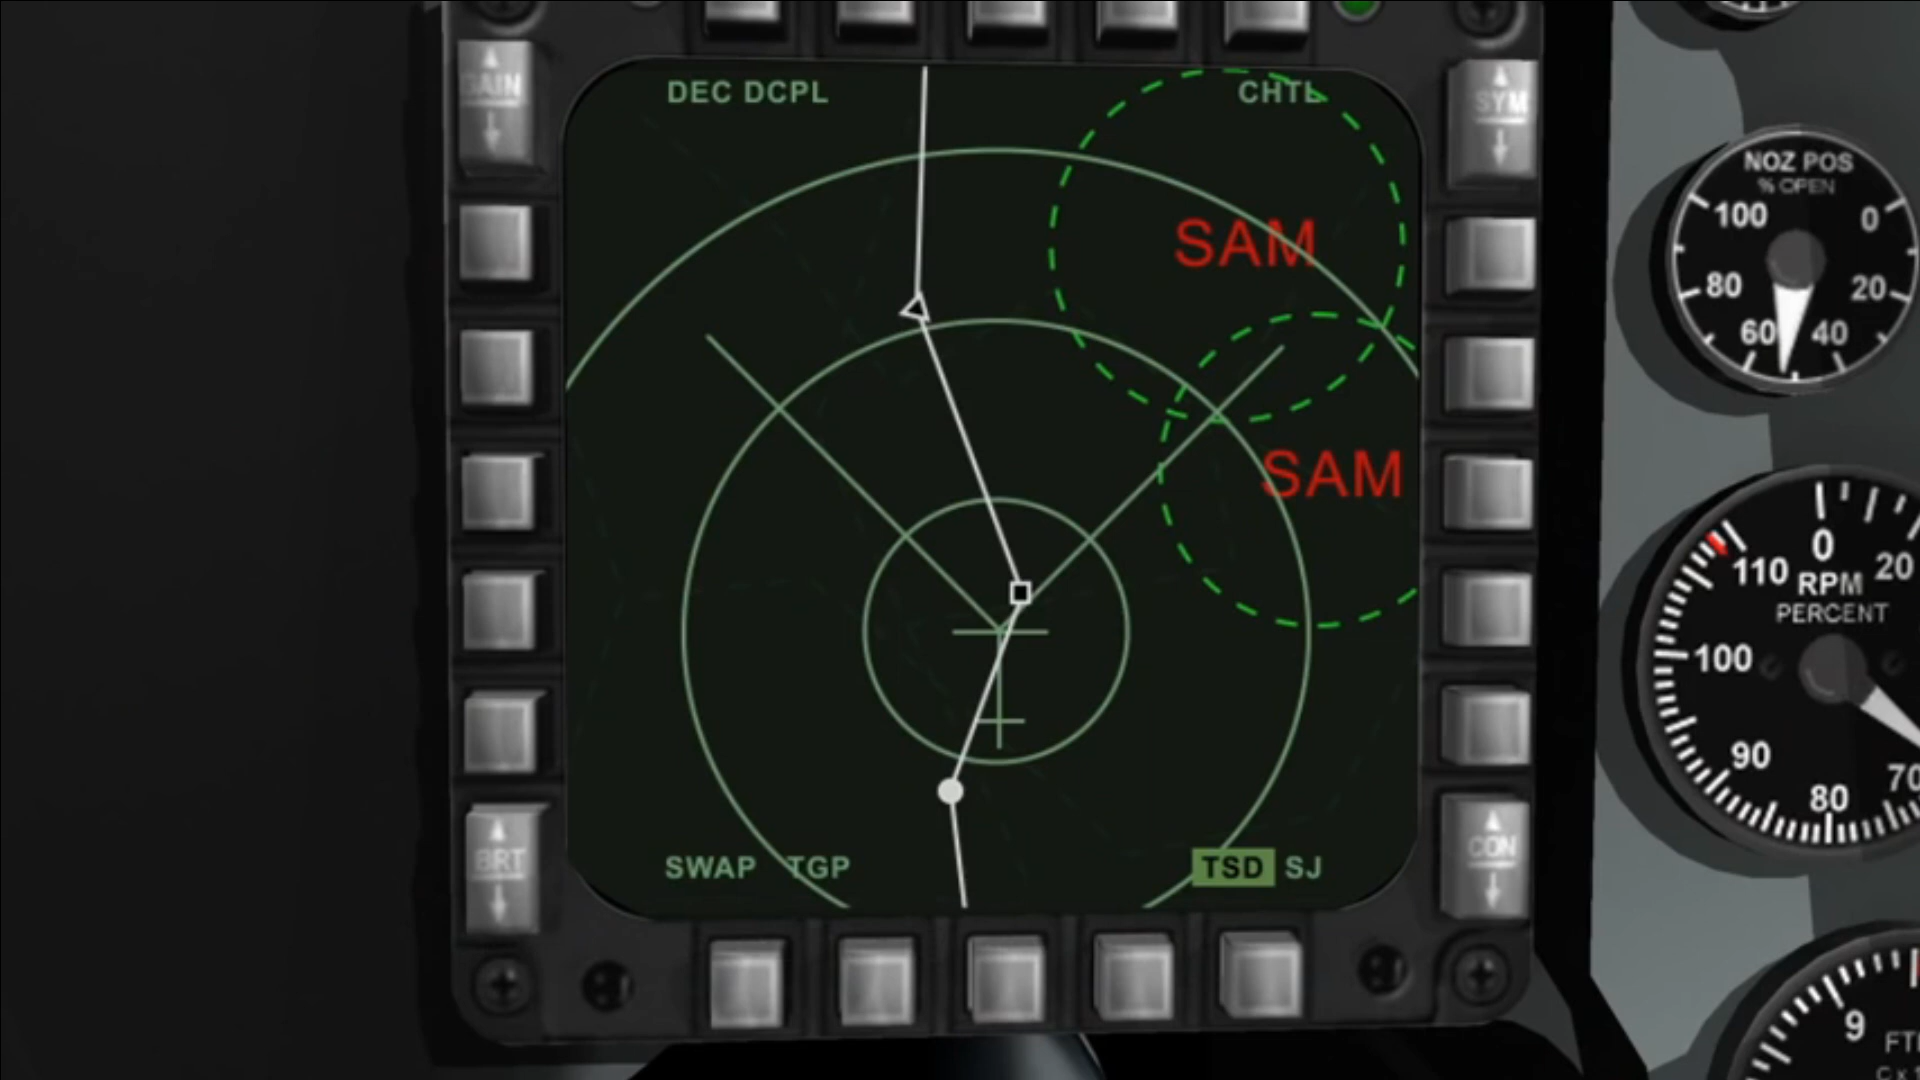 GAIN
DEC DCPL
CHTL
SYM
SAM
SAM
SWAP TGP
TSD SJ
BRT
CON
NOZ POS
% OPEN
100 0
80 20
60 40
0
110 20
RPM
PERCENT
100
90
80
70
9